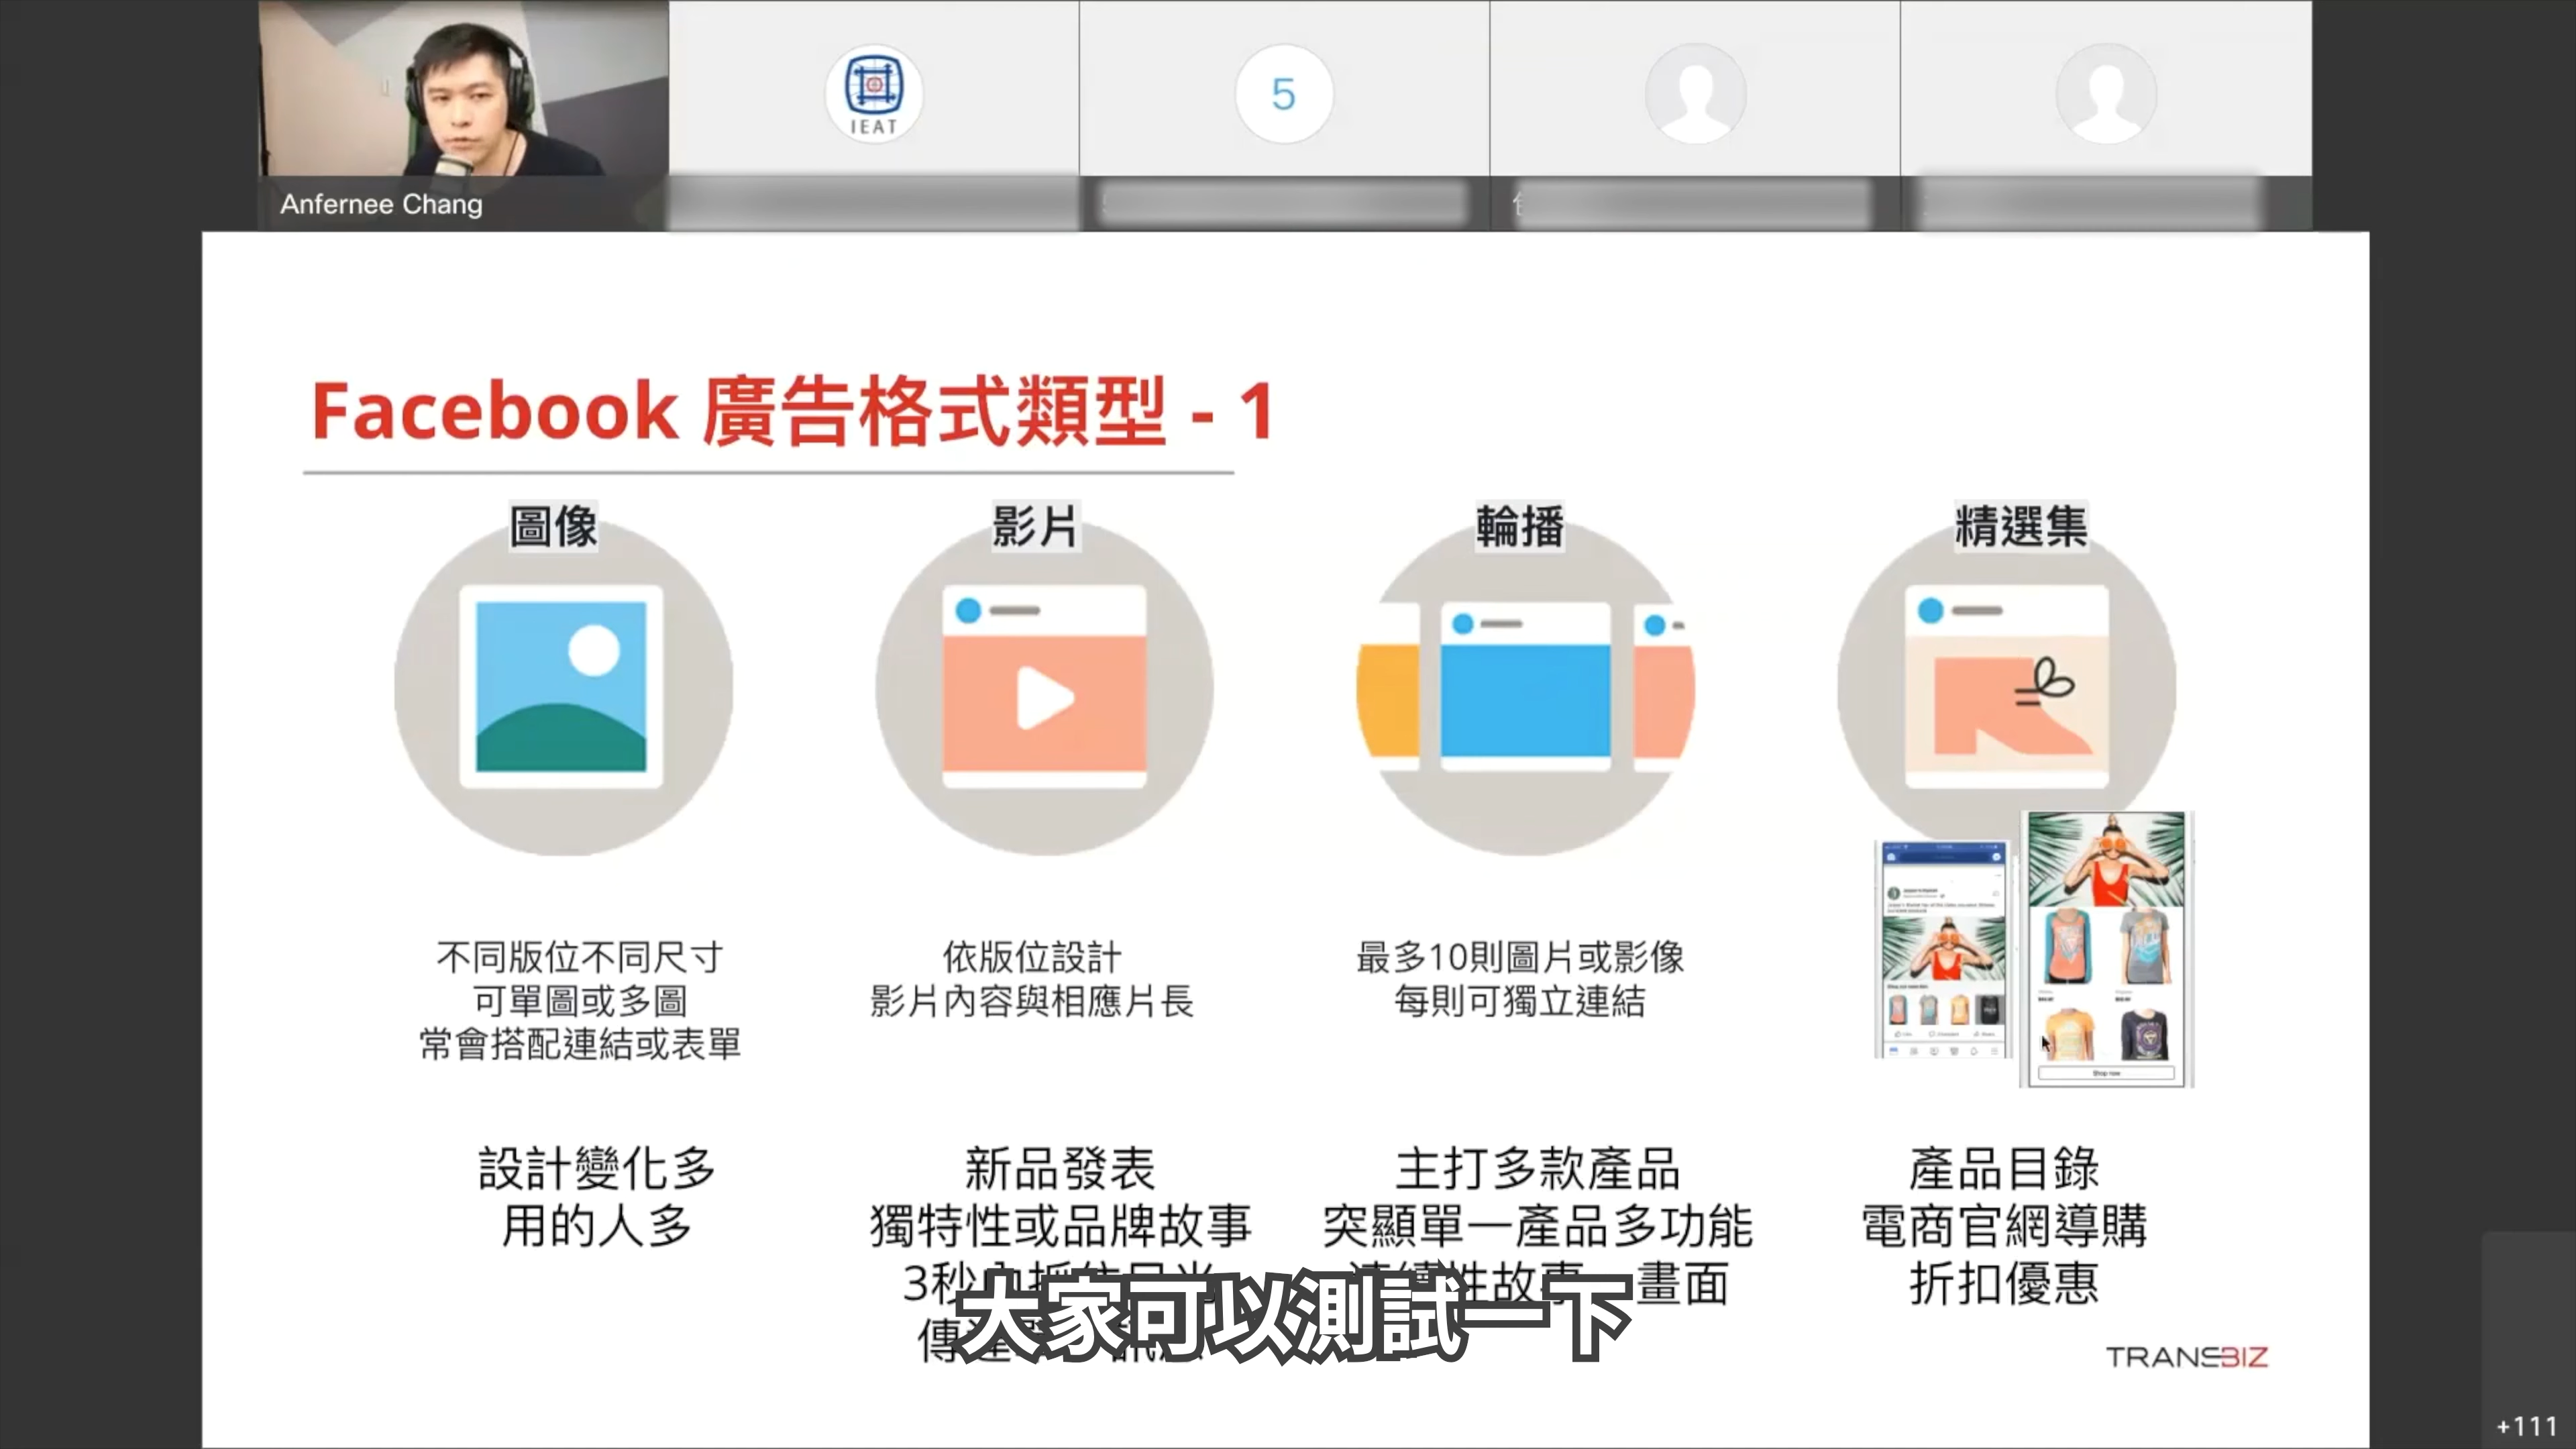 IEAT
5
Anfernee Chang
Facebook 廣告格式類型 - 1
圖像
影片
輪播
精選集
不同版位不同尺寸
可單圖或多圖
常會搭配連結或表單
依版位設計
影片內容與相應片長
最多10則圖片或影像
每則可獨立連結
Shop now
設計變化多
用的人多
新品發表
獨特性或品牌故事
3秒
主打多款產品
突顯單一產品多功能
性故事 畫面
產品目錄
電商官網導購
折扣優惠
大家可以測試一下
TRANSBIZ
+111